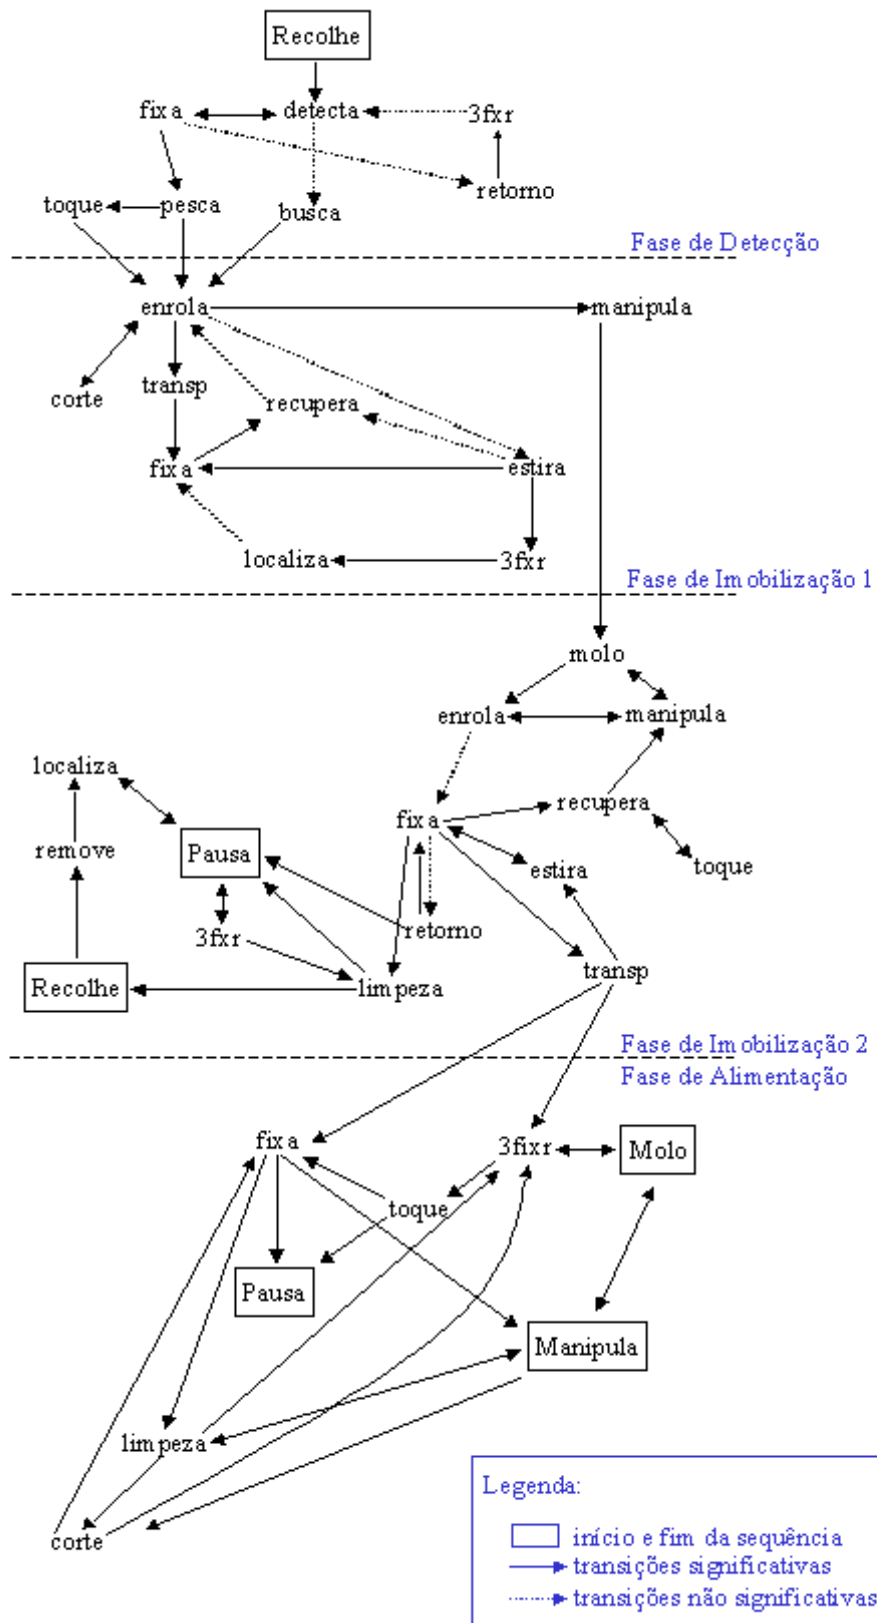 Recolhe
fixa detecta 3fxr
retorno
toque pesca busca
Fase de Detecção
enrola manipula
transp
corte recupera
fixa estira
localiza 3fxr
Fase de Imobilização 1
molo
enrola manipula
localiza
recupera
fixa
remove Pausa
estira toque
3fxr retorno
transp
Recolhe limpeza
Fase de Imobilização 2
Fase de Alimentação
fixa 3fixr Molo
toque
Pausa
Manipula
limpeza
Legenda:
corte início e fim da sequência
transições significativas
transições não significativas